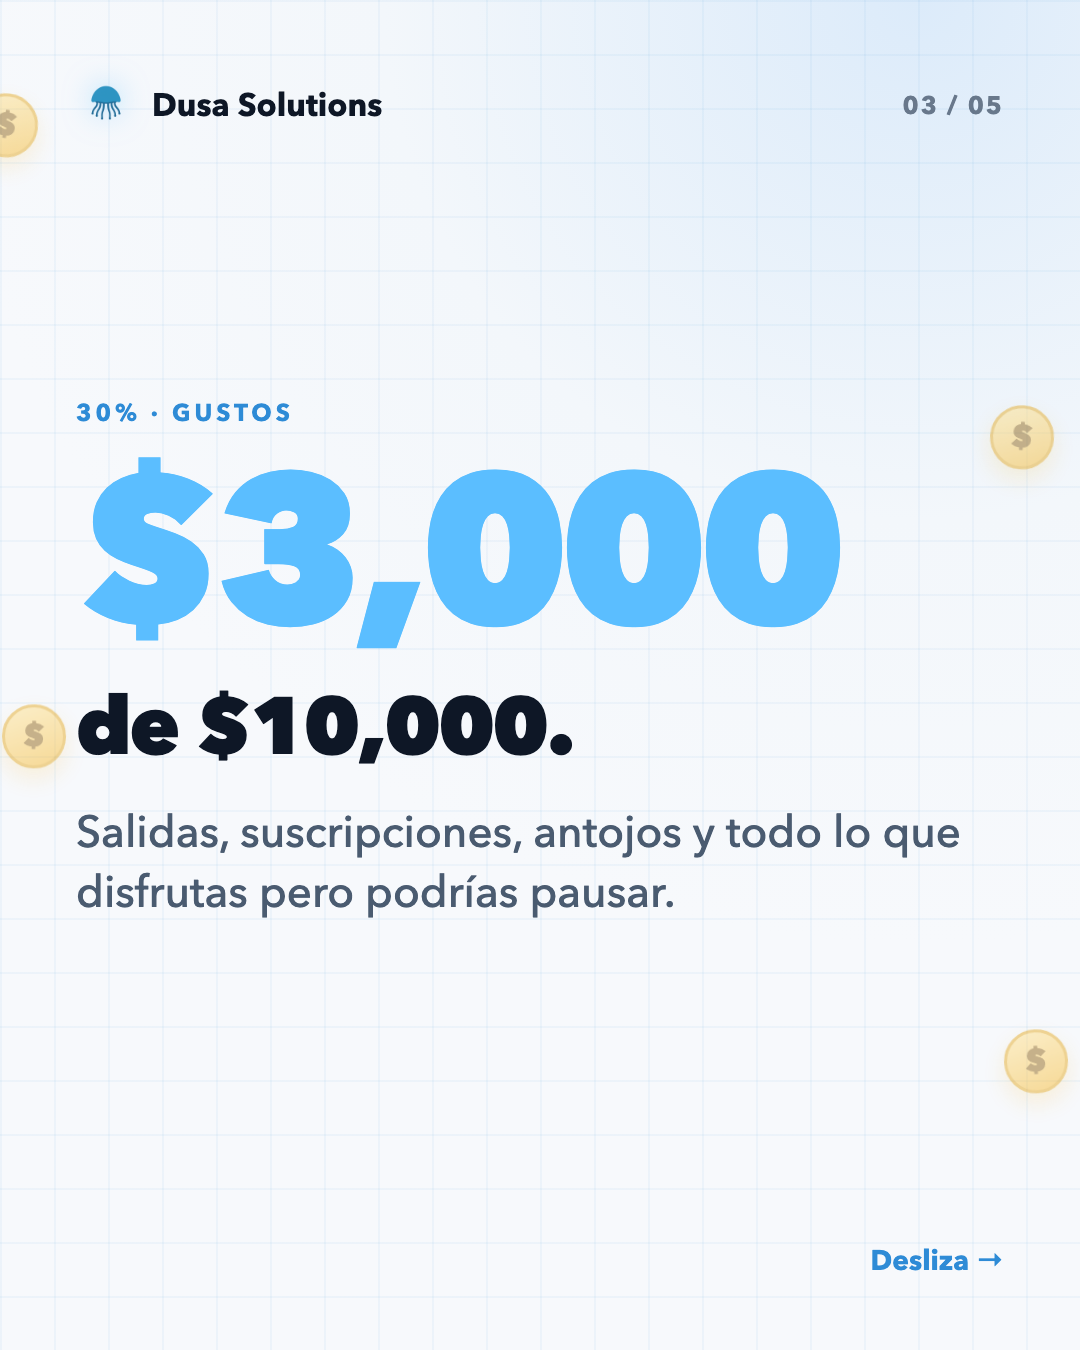 Dusa Solutions
03 / 05
$
30% · GUSTOS
$
$3,000
de $10,000.
$
Salidas, suscripciones, antojos y todo lo que
disfrutas pero podrías pausar.
$
Desliza →